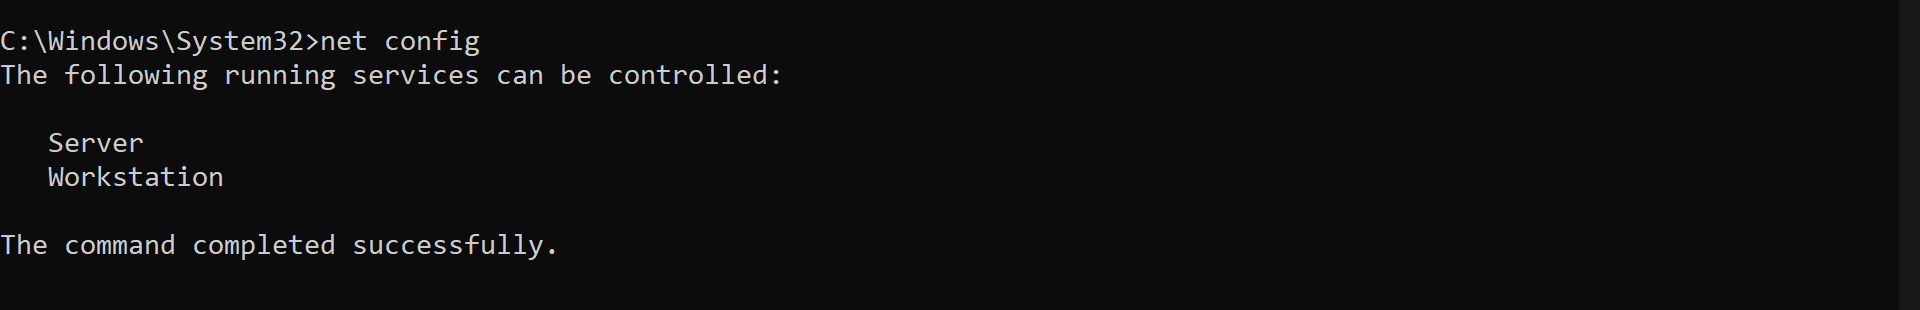 C:\Windows\System32>net config
The following running services can be controlled:
Server
Workstation
The command completed successfully.